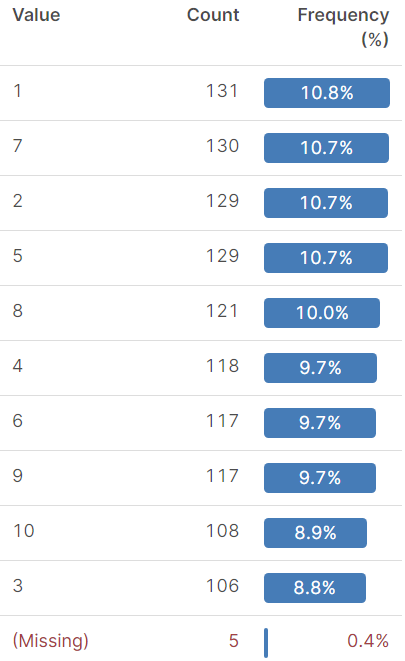 Value Count Frequency
(%)
1 131 10.8%
7 130 10.7%
2 129 10.7%
5 129 10.7%
8 121 10.0%
4 118 9.7%
6 117 9.7%
9 117 9.7%
10 108 8.9%
3 106 8.8%
(Missing) 5 0.4%